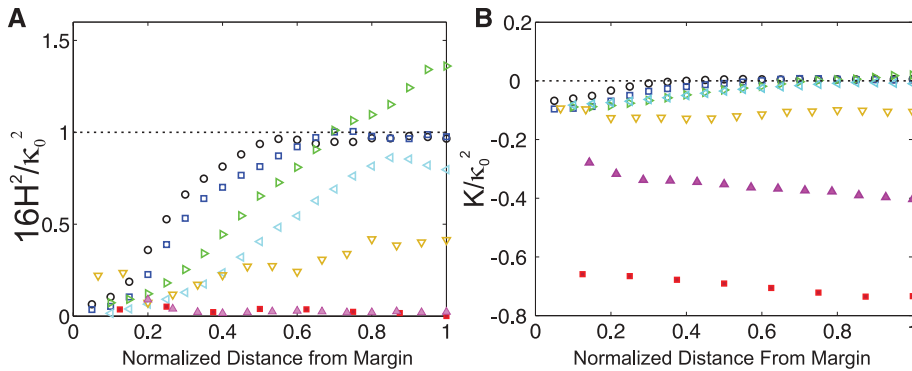 A
16H²/κ₀²
1.5
1
0.5
0
0 0.2 0.4 0.6 0.8 1
Normalized Distance from Margin
B
K/κ₀²
0.2
0
-0.2
-0.4
-0.6
-0.8
0 0.2 0.4 0.6 0.8 1
Normalized Distance From Margin